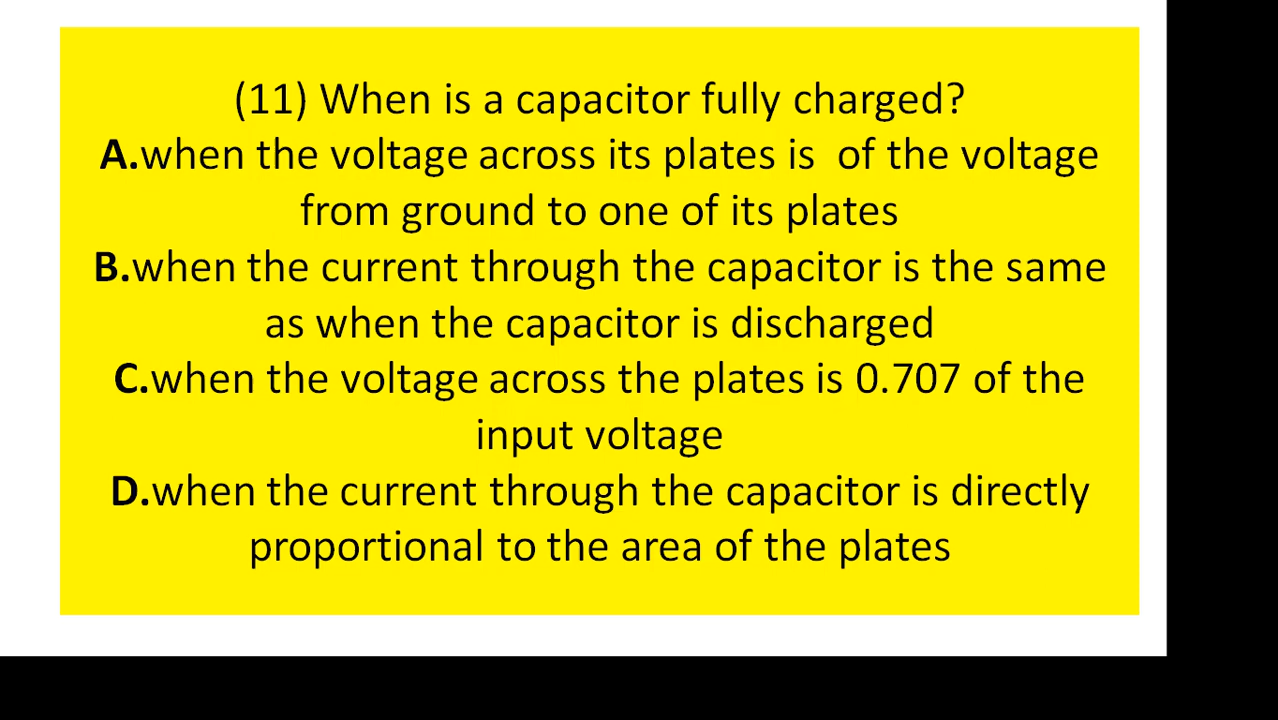 (11) When is a capacitor fully charged?
A.when the voltage across its plates is  of the voltage
from ground to one of its plates
B.when the current through the capacitor is the same
as when the capacitor is discharged
C.when the voltage across the plates is 0.707 of the
input voltage
D.when the current through the capacitor is directly
proportional to the area of the plates